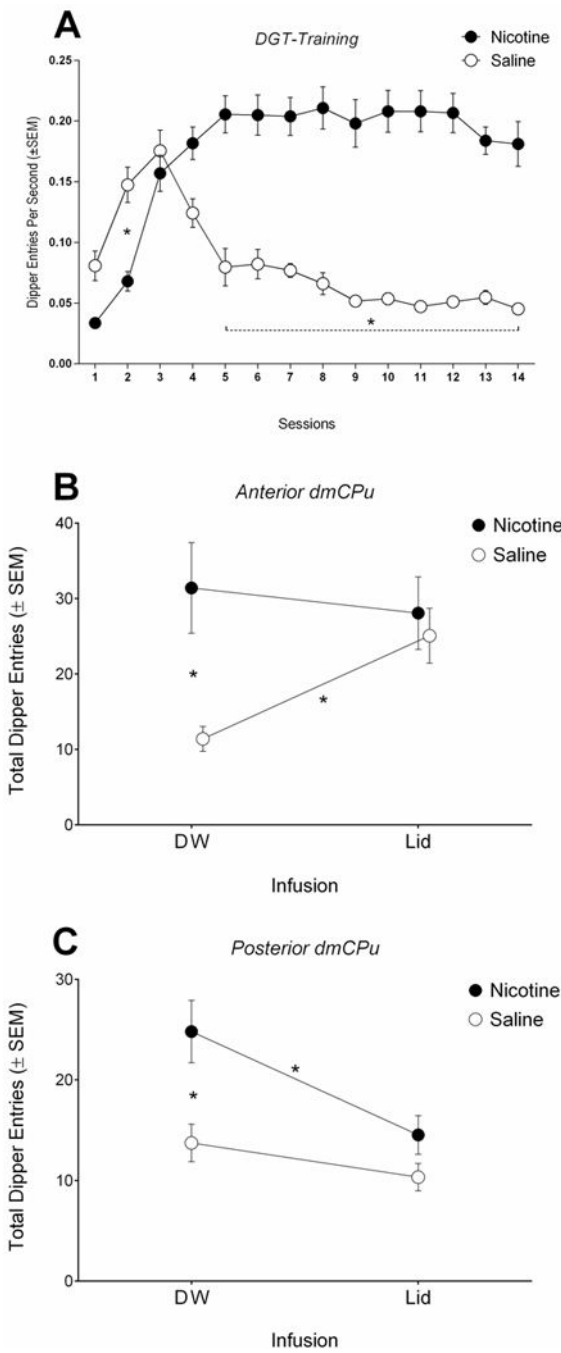 A
DGT-Training
Nicotine
Saline
Dipper Entries Per Second (±SEM)
0.25
0.20
0.15
0.10
0.05
0.00
*
*
1 2 3 4 5 6 7 8 9 10 11 12 13 14
Sessions
B
Anterior dmCPu
Nicotine
Saline
Total Dipper Entries (± SEM)
40
30
20
10
0
*
*
DW Lid
Infusion
C
Posterior dmCPu
Nicotine
Saline
Total Dipper Entries (± SEM)
30
20
10
0
*
*
DW Lid
Infusion